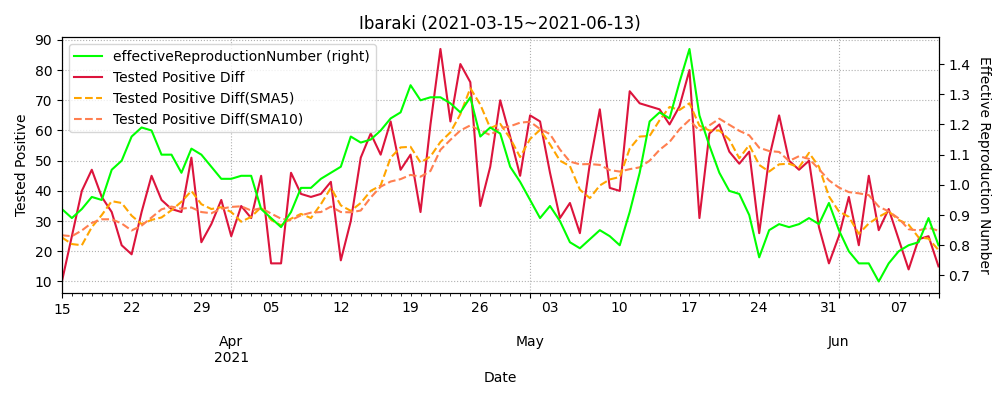 Ibaraki (2021-03-15~2021-06-13)
effectiveReproductionNumber (right)
Tested Positive Diff
Tested Positive Diff(SMA5)
Tested Positive Diff(SMA10)
Tested Positive
90
80
70
60
50
40
30
20
10
Effective Reproduction Number
1.4
1.3
1.2
1.1
1.0
0.9
0.8
0.7
15 22 29 05 12 19 26 03 10 17 24 31 07
Apr May Jun
2021
Date